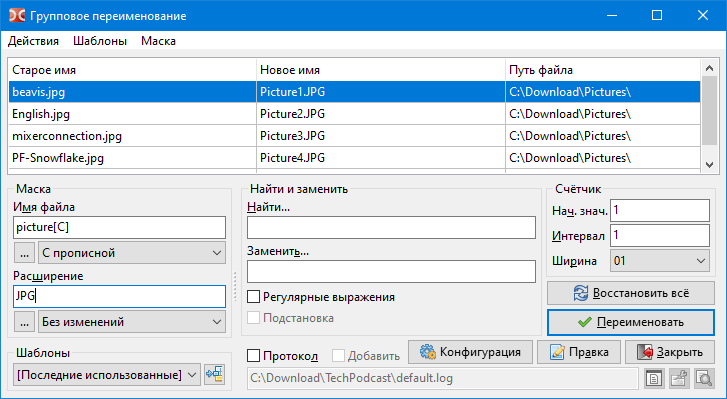 Групповое переименование
Действия Шаблоны Маска
Старое имя Новое имя Путь файла
beavis.jpg Picture1.JPG C:\Download\Pictures\
English.jpg Picture2.JPG C:\Download\Pictures\
mixerconnection.jpg Picture3.JPG C:\Download\Pictures\
PF-Snowflake.jpg Picture4.JPG C:\Download\Pictures\
Маска
Имя файла
picture[C]
... С прописной
Расширение
JPG
... Без изменений
Найти и заменить
Найти...
Заменить...
Регулярные выражения
Подстановка
Счётчик
Нач. знач. 1
Интервал 1
Ширина 01
Восстановить всё
Переименовать
Шаблоны
[Последние использованные]
Протокол Добавить Конфигурация Правка Закрыть
C:\Download\TechPodcast\default.log